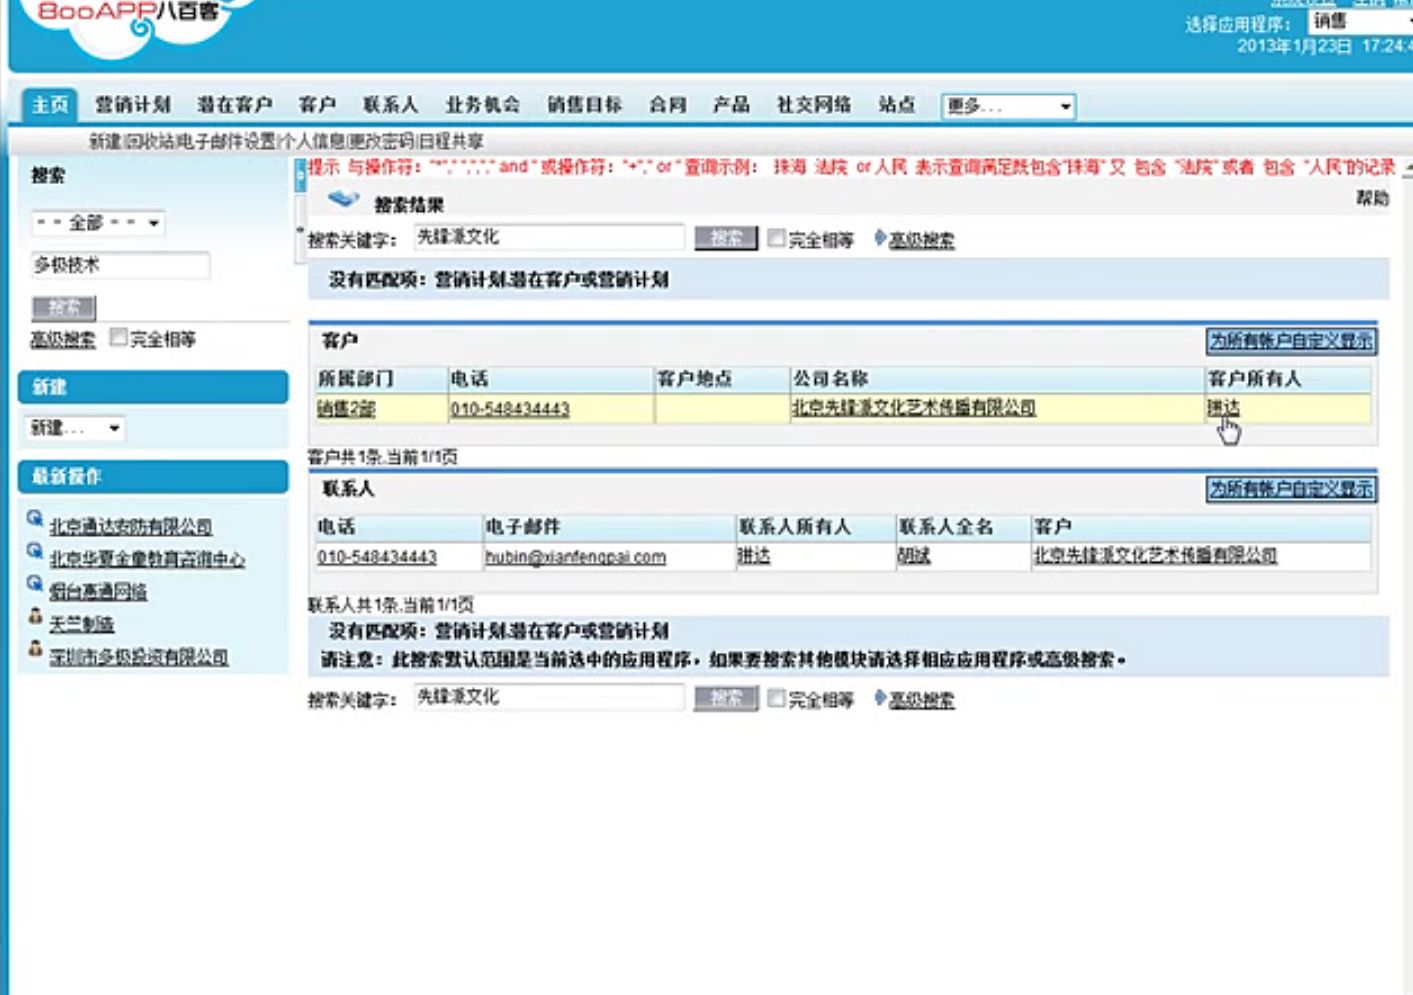 800APP八百客
选择应用程序： 销售
2013年1月23日 17:24:4
主页 营销计划 潜在客户 客户 联系人 业务机会 销售目标 合同 产品 社交网络 站点 更多...
新建|回收站|电子邮件设置|个人信息|更改密码|日程共享
搜索
- - 全部 - -
多极技术
搜索
高级搜索 完全相等
新建
新建...
最新操作
北京通达安防有限公司
北京华夏金童教育咨询中心
烟台惠通网络
天竺制造
深圳市多极投资有限公司
提示 与操作符： "*","," and " 或操作符： "+"," or " 查询示例： 珠海 法院 or 人民 表示查询满足既包含"珠海" 又 包含 "法院" 或者 包含 "人民"的记录
搜索结果 帮助
搜索关键字： 先锋派文化 搜索 完全相等 高级搜索
没有匹配项：营销计划,潜在客户或营销计划
客户 为所有帐户自定义显示
所属部门 电话 客户地点 公司名称 客户所有人
销售2部 010-548434443 北京先锋派文化艺术传播有限公司 琳达
客户共1条,当前1/1页
联系人 为所有帐户自定义显示
电话 电子邮件 联系人所有人 联系人全名 客户
010-548434443 hubin@xianfengpai.com 琳达 胡斌 北京先锋派文化艺术传播有限公司
联系人共1条,当前1/1页
没有匹配项：营销计划,潜在客户或营销计划
请注意：此搜索默认范围是当前选中的应用程序，如果要搜索其他模块请选择相应应用程序或高级搜索。
搜索关键字： 先锋派文化 搜索 完全相等 高级搜索